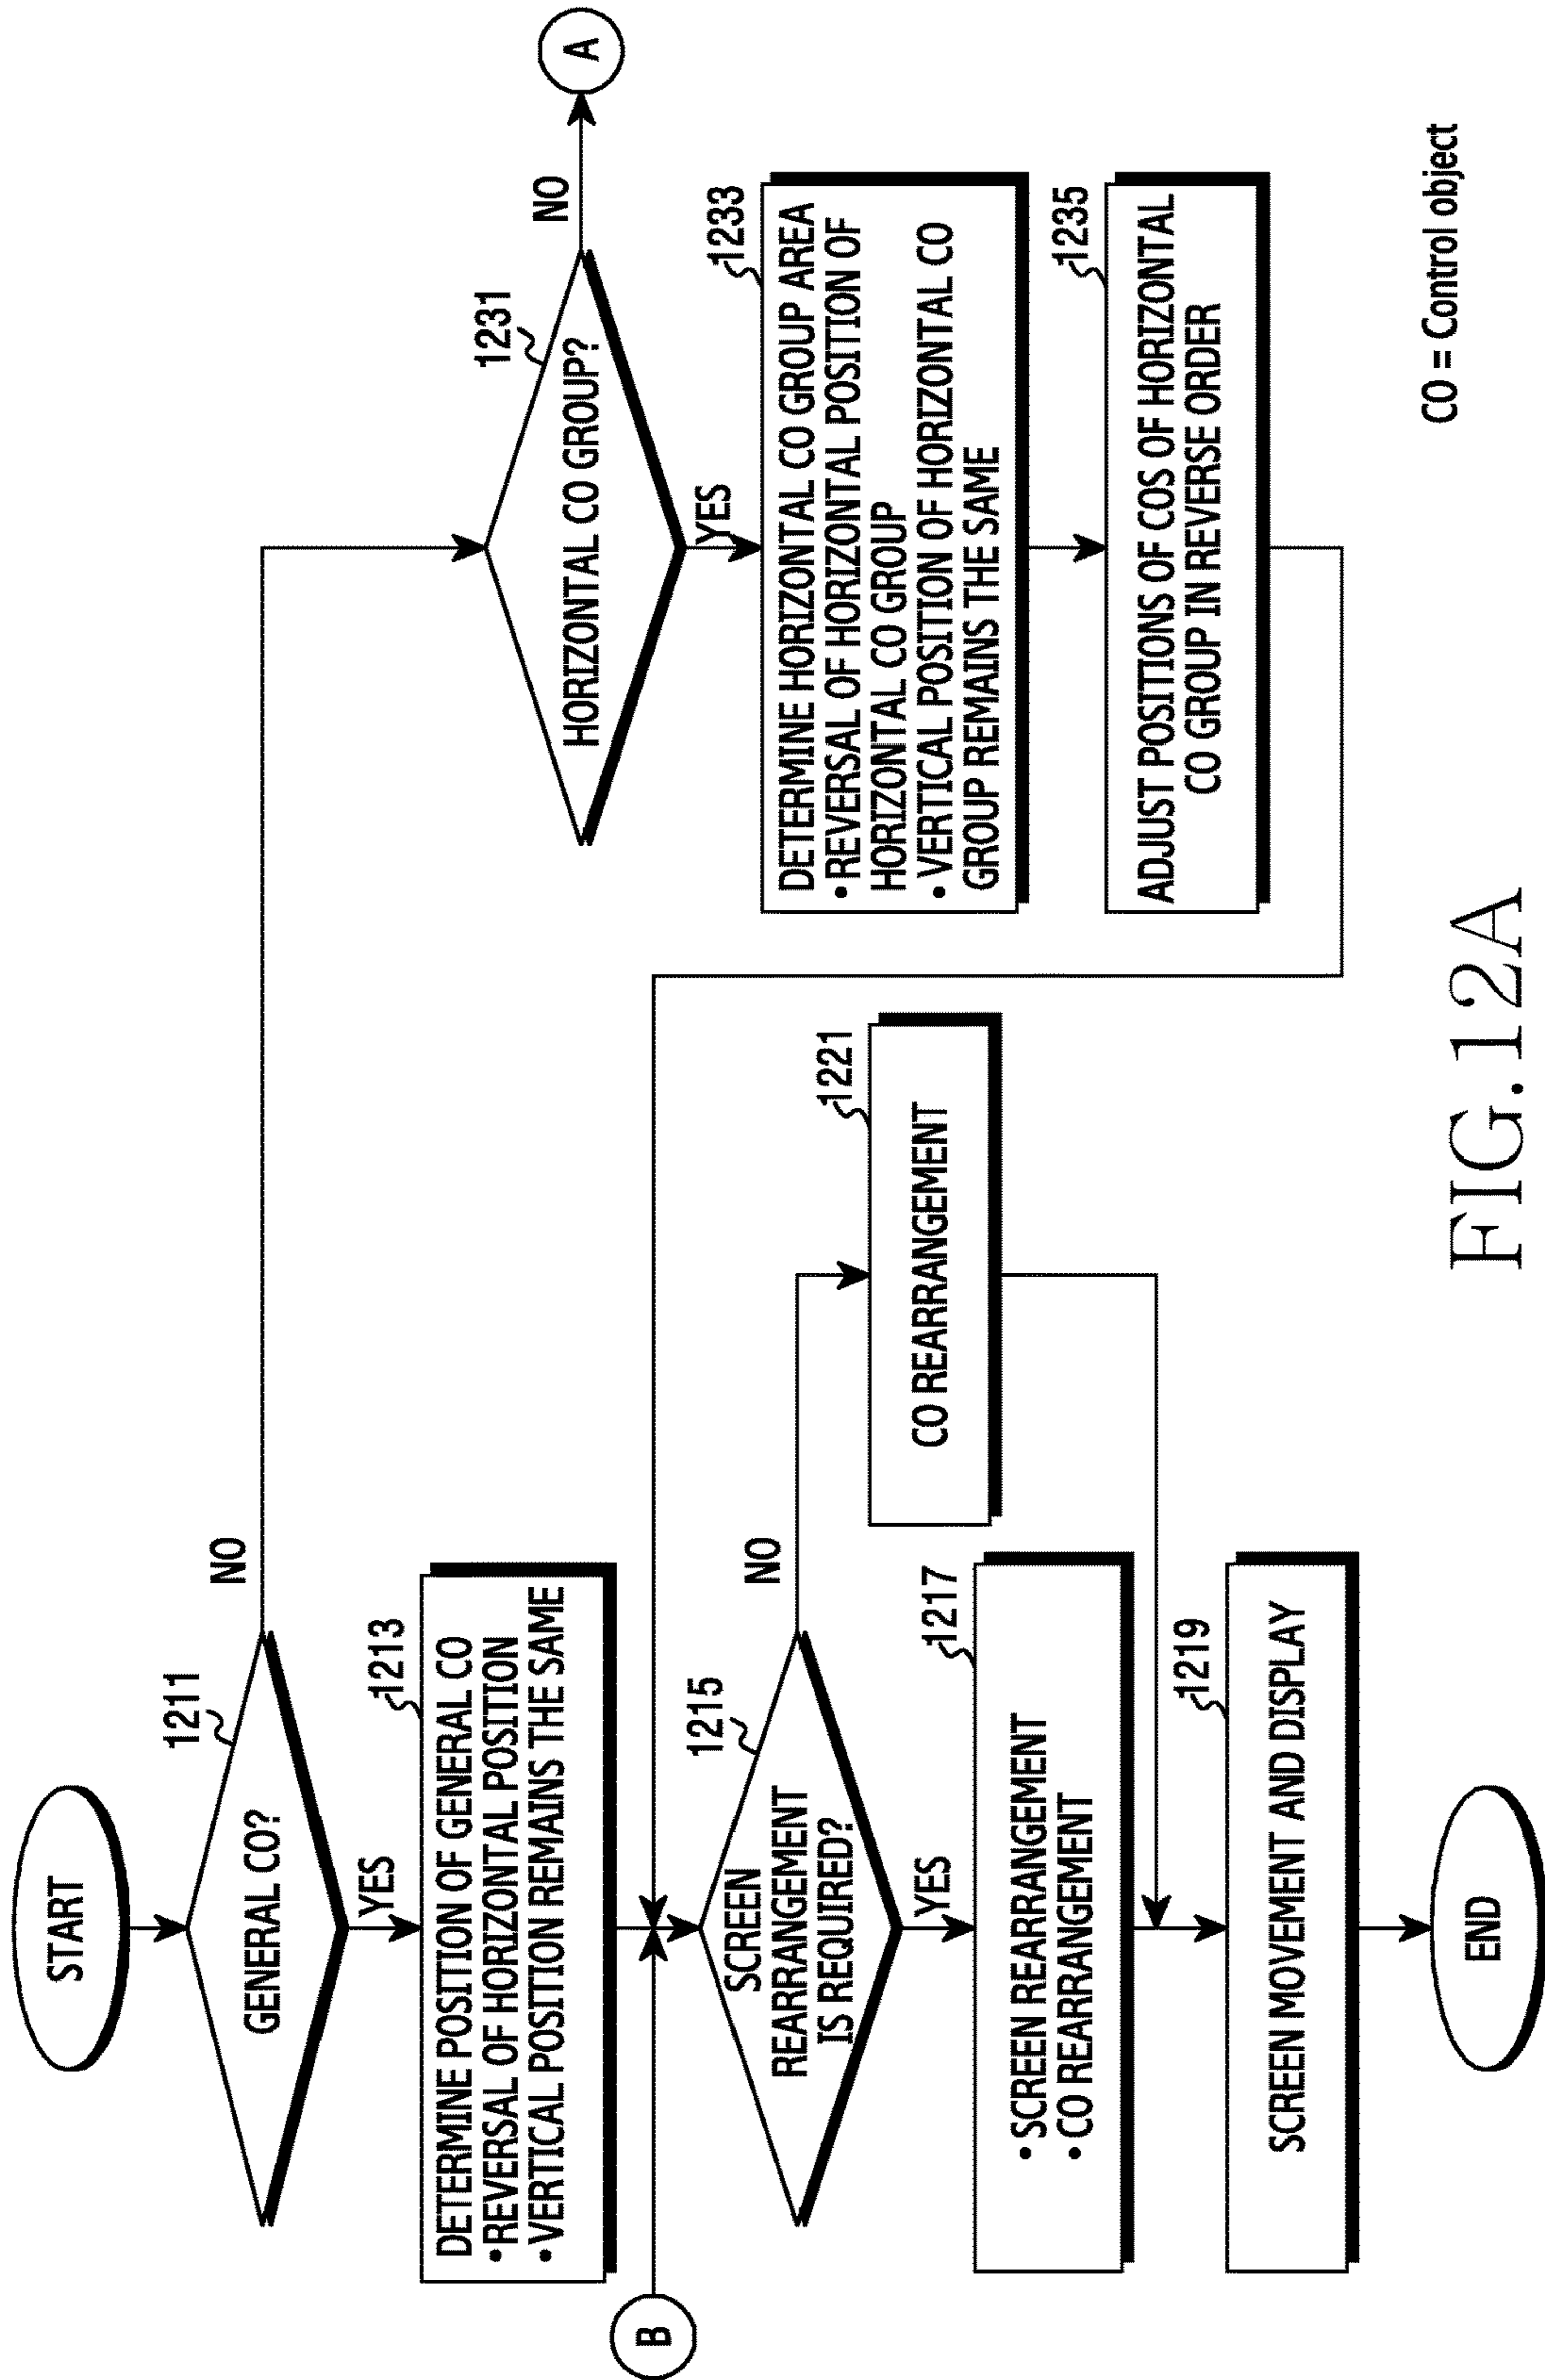 START
1211
GENERAL CO?
NO
YES
1213
DETERMINE POSITION OF GENERAL CO
•REVERSAL OF HORIZONTAL POSITION
•VERTICAL POSITION REMAINS THE SAME
B
1215
SCREEN
REARRANGEMENT
IS REQUIRED?
NO
YES
1221
CO REARRANGEMENT
1217
•SCREEN REARRANGEMENT
•CO REARRANGEMENT
1219
SCREEN MOVEMENT AND DISPLAY
END
1231
HORIZONTAL CO GROUP?
NO
A
YES
1233
DETERMINE HORIZONTAL CO GROUP AREA
•REVERSAL OF HORIZONTAL POSITION OF
HORIZONTAL CO GROUP
•VERTICAL POSITION OF HORIZONTAL CO
GROUP REMAINS THE SAME
1235
ADJUST POSITIONS OF COS OF HORIZONTAL
CO GROUP IN REVERSE ORDER
CO = Control object
FIG.12A